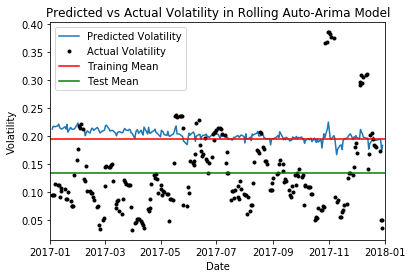 Predicted vs Actual Volatility in Rolling Auto-Arima Model
0.40
0.35
0.30
0.25
0.20
0.15
0.10
0.05
Volatility
Predicted Volatility
Actual Volatility
Training Mean
Test Mean
2017-01 2017-03 2017-05 2017-07 2017-09 2017-11 2018-01
Date